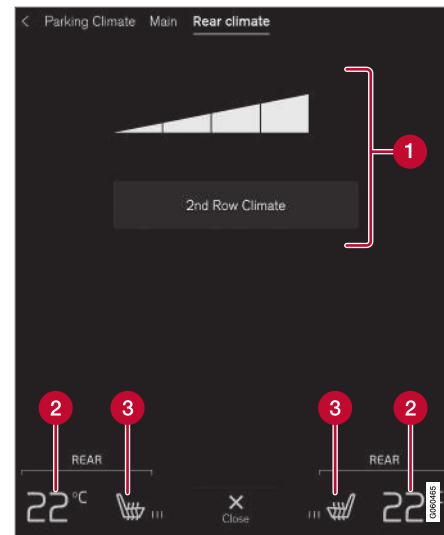 < Parking Climate Main Rear climate
1
2nd Row Climate
2 3 3 2
REAR REAR
22°C 22
Close
G060465